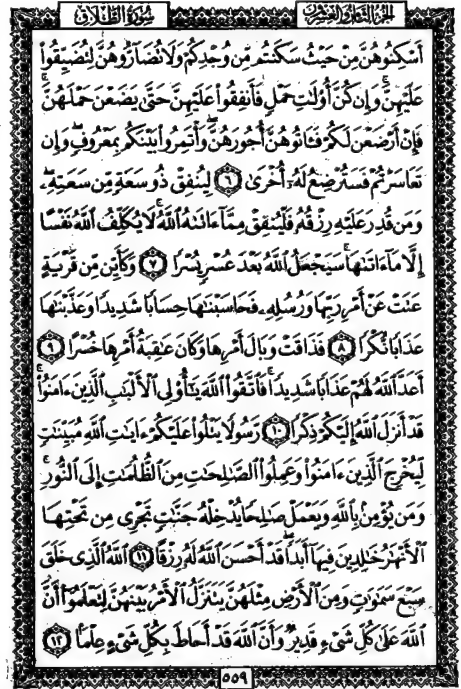 الجزء الثامن والعشرون
سورة الطلاق
أَسْكِنُوهُنَّ مِنْ حَيْثُ سَكَنتُم مِّن وُجْدِكُمْ وَلَا تُضَآرُّوهُنَّ لِتُضَيِّقُوا۟
عَلَيْهِنَّ ۚ وَإِن كُنَّ أُو۟لَٰتِ حَمْلٍ فَأَنفِقُوا۟ عَلَيْهِنَّ حَتَّىٰ يَضَعْنَ حَمْلَهُنَّ ۚ
فَإِنْ أَرْضَعْنَ لَكُمْ فَـَٔاتُوهُنَّ أُجُورَهُنَّ ۖ وَأْتَمِرُوا۟ بَيْنَكُم بِمَعْرُوفٍ ۖ وَإِن
تَعَاسَرْتُمْ فَسَتُرْضِعُ لَهُۥٓ أُخْرَىٰ ٦ لِيُنفِقْ ذُو سَعَةٍ مِّن سَعَتِهِۦ ۖ
وَمَن قُدِرَ عَلَيْهِ رِزْقُهُۥ فَلْيُنفِقْ مِمَّآ ءَاتَىٰهُ ٱللَّهُ ۚ لَا يُكَلِّفُ ٱللَّهُ نَفْسًا
إِلَّا مَآ ءَاتَىٰهَا ۚ سَيَجْعَلُ ٱللَّهُ بَعْدَ عُسْرٍ يُسْرًا ٧ وَكَأَيِّن مِّن قَرْيَةٍ
عَتَتْ عَنْ أَمْرِ رَبِّهَا وَرُسُلِهِۦ فَحَاسَبْنَٰهَا حِسَابًا شَدِيدًا وَعَذَّبْنَٰهَا
عَذَابًا نُّكْرًا ٨ فَذَاقَتْ وَبَالَ أَمْرِهَا وَكَانَ عَٰقِبَةُ أَمْرِهَا خُسْرًا ٩
أَعَدَّ ٱللَّهُ لَهُمْ عَذَابًا شَدِيدًا ۖ فَٱتَّقُوا۟ ٱللَّهَ يَٰٓأُو۟لِى ٱلْأَلْبَٰبِ ٱلَّذِينَ ءَامَنُوا۟ ۚ
قَدْ أَنزَلَ ٱللَّهُ إِلَيْكُمْ ذِكْرًا ١٠ رَّسُولًا يَتْلُوا۟ عَلَيْكُمْ ءَايَٰتِ ٱللَّهِ مُبَيِّنَٰتٍ
لِّيُخْرِجَ ٱلَّذِينَ ءَامَنُوا۟ وَعَمِلُوا۟ ٱلصَّٰلِحَٰتِ مِنَ ٱلظُّلُمَٰتِ إِلَى ٱلنُّورِ ۚ
وَمَن يُؤْمِنۢ بِٱللَّهِ وَيَعْمَلْ صَٰلِحًا يُدْخِلْهُ جَنَّٰتٍ تَجْرِى مِن تَحْتِهَا
ٱلْأَنْهَٰرُ خَٰلِدِينَ فِيهَآ أَبَدًا ۖ قَدْ أَحْسَنَ ٱللَّهُ لَهُۥ رِزْقًا ١١ ٱللَّهُ ٱلَّذِى خَلَقَ
سَبْعَ سَمَٰوَٰتٍ وَمِنَ ٱلْأَرْضِ مِثْلَهُنَّ يَتَنَزَّلُ ٱلْأَمْرُ بَيْنَهُنَّ لِتَعْلَمُوٓا۟ أَنَّ
ٱللَّهَ عَلَىٰ كُلِّ شَىْءٍ قَدِيرٌ وَأَنَّ ٱللَّهَ قَدْ أَحَاطَ بِكُلِّ شَىْءٍ عِلْمًۢا ١٢
٥٥٩